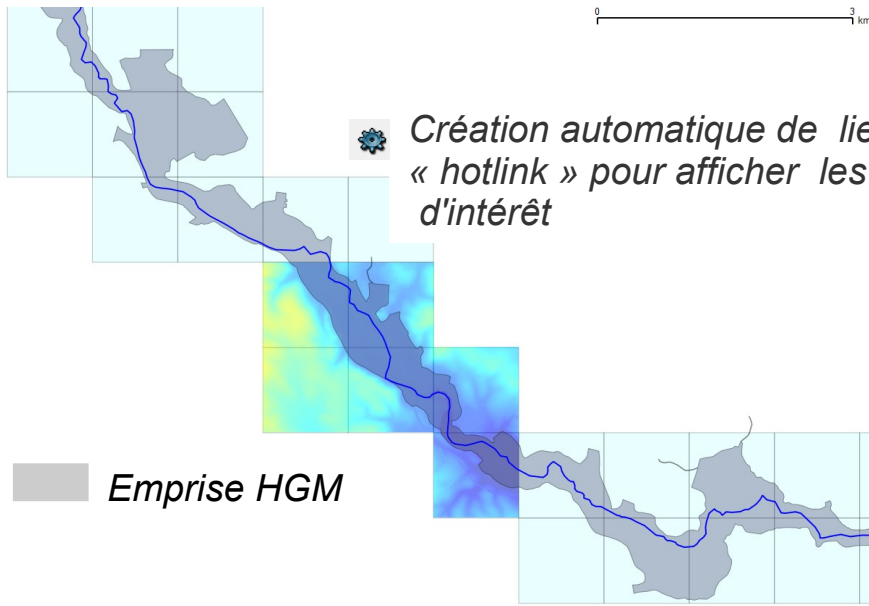 0 3
km
Création automatique de
« hotlink » pour afficher les
d'intérêt
Emprise HGM